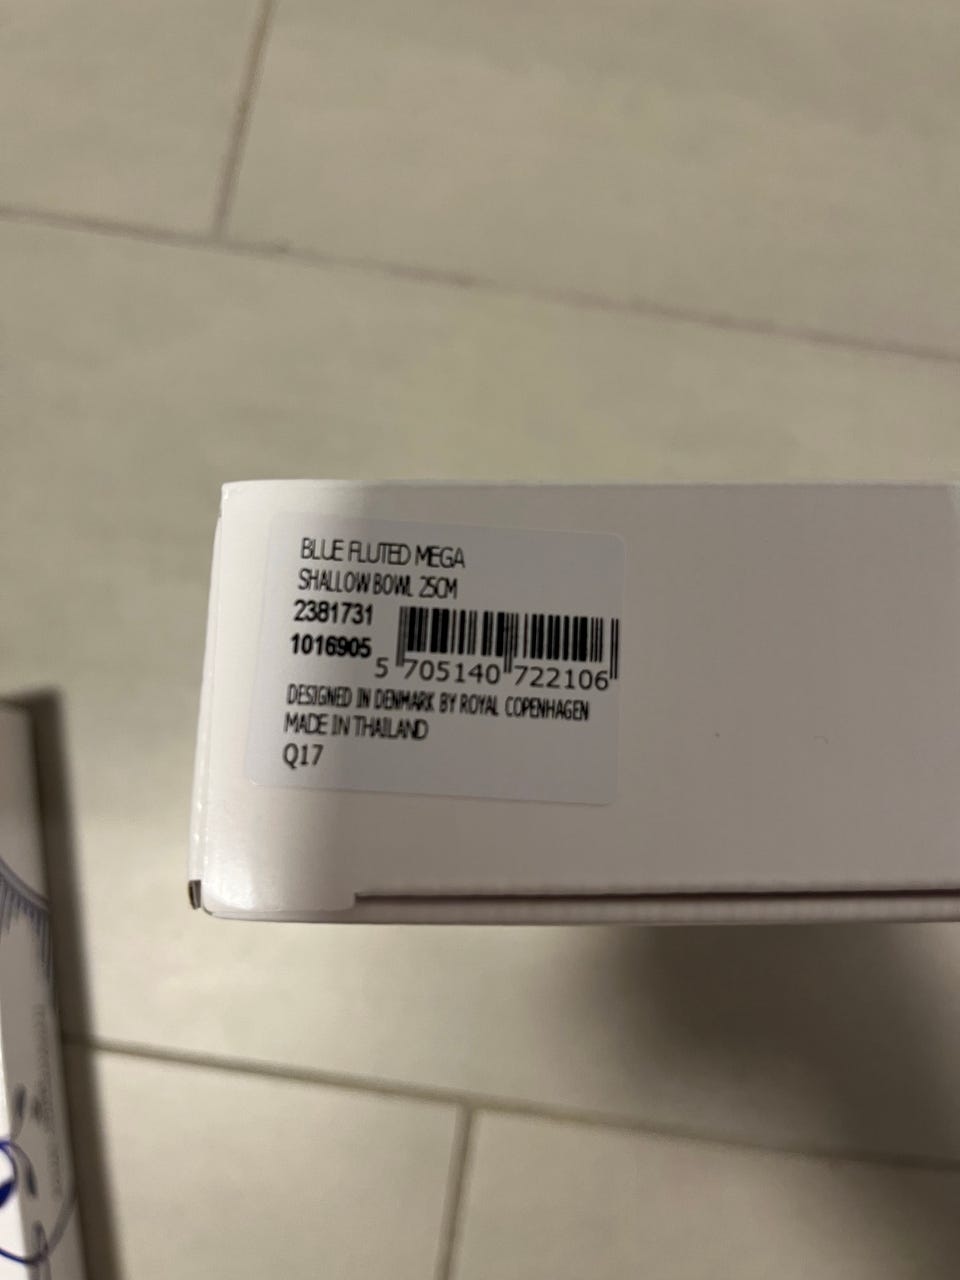 BLUE FLUTED MEGA
SHALLOW BOWL 25CM
2381731
1016905
5 705140 722106
DESIGNED IN DENMARK BY ROYAL COPENHAGEN
MADE IN THAILAND
Q17